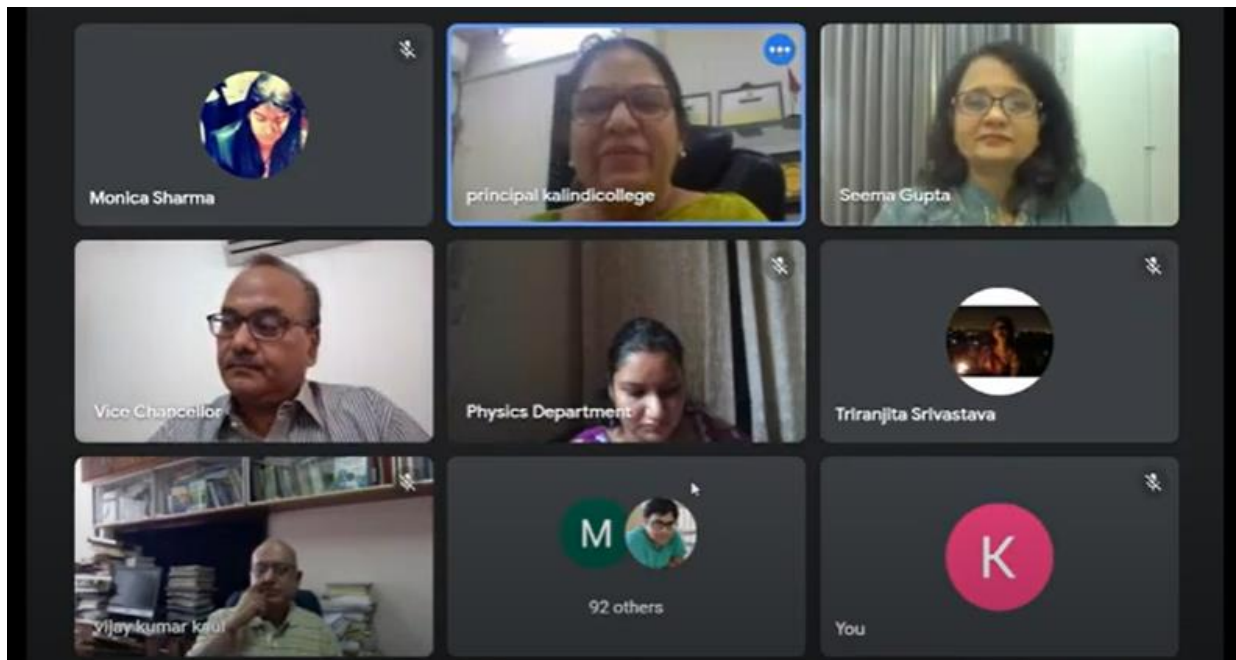 Monica Sharma
principal kalindicollege
Seema Gupta
Vice Chancellor
Physics Department
Triranjita Srivastava
vijay kumar kaul
M
92 others
K
You